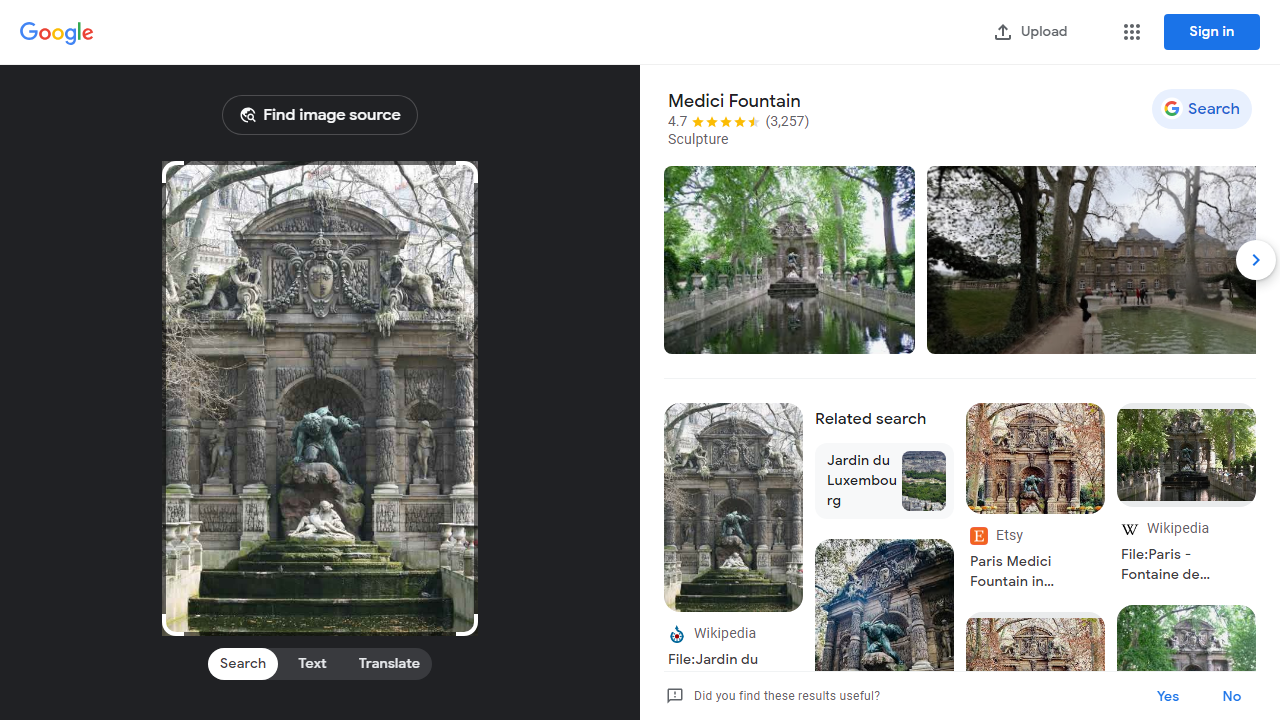 Google
Upload
Sign in
Find image source
Medici Fountain
4.7 (3,257)
Sculpture
Search
Related search
Jardin du
Luxembou
rg
Etsy
Paris Medici
Fountain in...
W Wikipedia
File:Paris -
Fontaine de...
Wikipedia
File:Jardin du
Search
Text
Translate
Did you find these results useful?
Yes
No